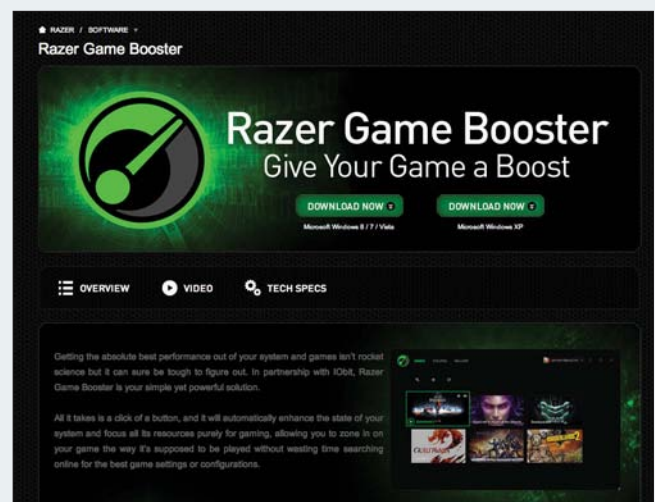 RAZER / SOFTWARE
Razer Game Booster
Razer Game Booster
Give Your Game a Boost
DOWNLOAD NOW
DOWNLOAD NOW
Microsoft Windows 8 / 7 / Vista
Microsoft Windows XP
OVERVIEW
VIDEO
TECH SPECS
Getting the absolute best performance out of your system and games isn't rocket
science but it can sure be tough to figure out. In partnership with IObit, Razer
Game Booster is your simple yet powerful solution.
All it takes is a click of a button, and it will automatically enhance the state of your
system and focus all its resources purely for gaming, allowing you to zone in on
your game the way it's supposed to be played without wasting time searching
online for the best game settings or configurations.